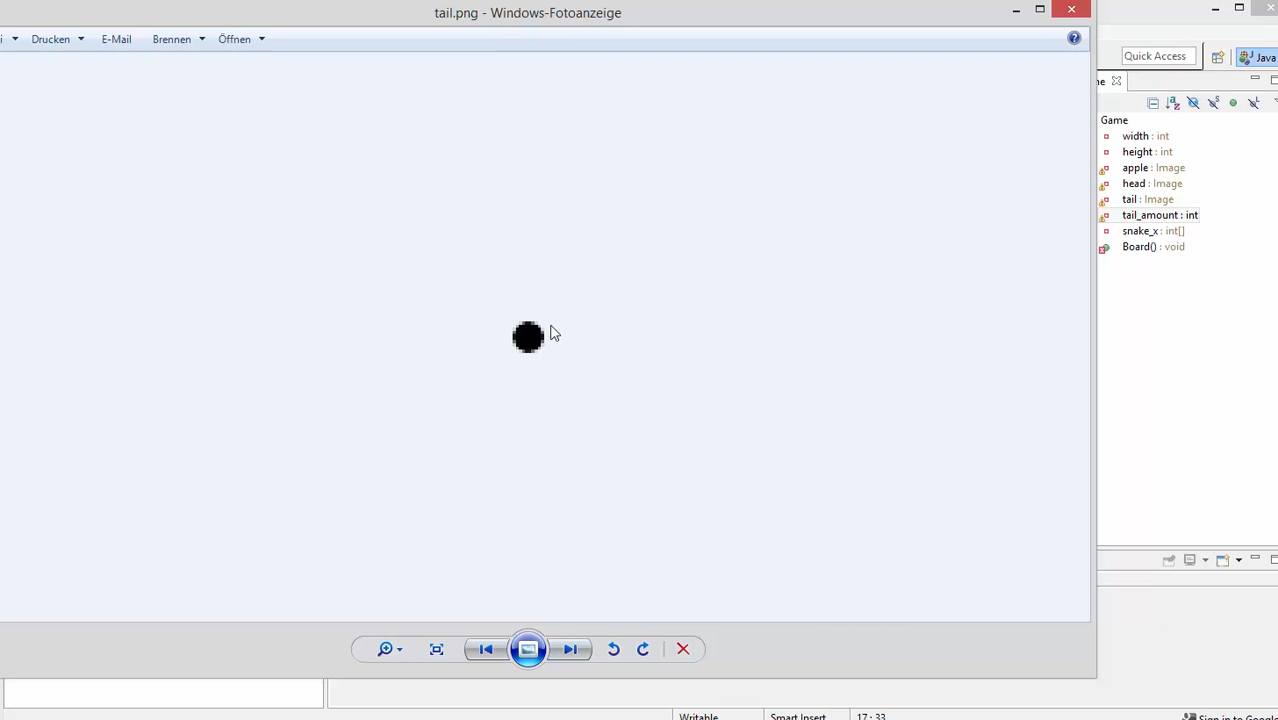 tail.png - Windows-Fotoanzeige
Drucken E-Mail Brennen Öffnen
Quick Access Java
Game
width : int
height : int
apple : Image
head : Image
tail : Image
tail_amount : int
snake_x : int[]
Board() : void
Writable Smart Insert 17 : 33 Sign in to Google